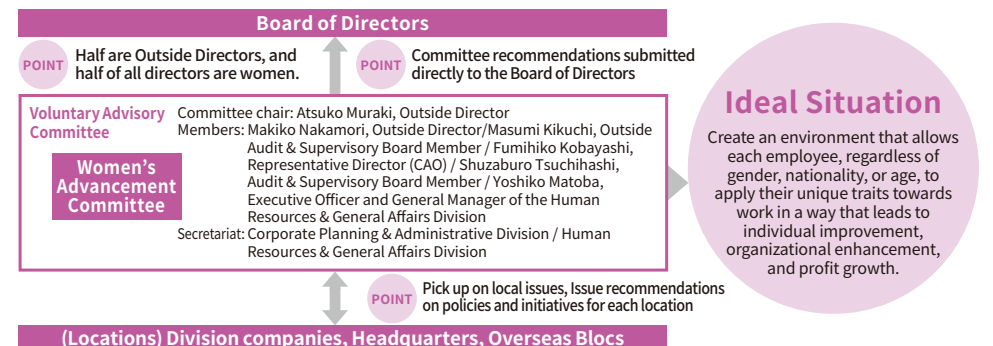 Board of Directors
POINT
Half are Outside Directors, and
half of all directors are women.
POINT
Committee recommendations submitted
directly to the Board of Directors
Voluntary Advisory
Committee
Women's
Advancement
Committee
Committee chair: Atsuko Muraki, Outside Director
Members: Makiko Nakamori, Outside Director/Masumi Kikuchi, Outside
Audit & Supervisory Board Member / Fumihiko Kobayashi,
Representative Director (CAO) / Shuzaburo Tsuchihashi,
Audit & Supervisory Board Member / Yoshiko Matoba,
Executive Officer and General Manager of the Human
Resources & General Affairs Division
Secretariat: Corporate Planning & Administrative Division / Human
Resources & General Affairs Division
POINT
Pick up on local issues, Issue recommendations
on policies and initiatives for each location
(Locations) Division companies, Headquarters, Overseas Blocs
Ideal Situation
Create an environment that allows
each employee, regardless of
gender, nationality, or age, to
apply their unique traits towards
work in a way that leads to
individual improvement,
organizational enhancement,
and profit growth.